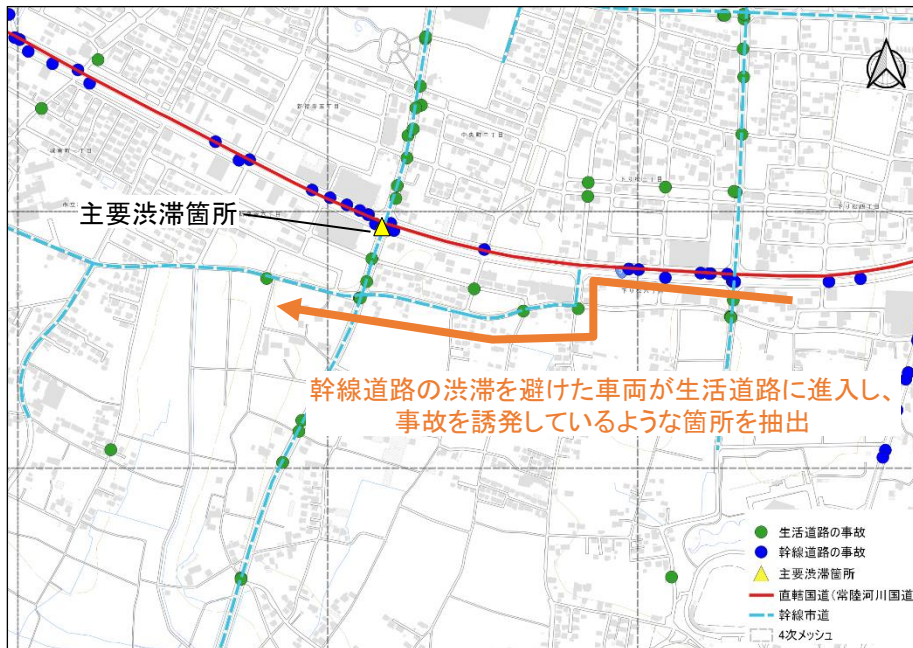 主要渋滞箇所
幹線道路の渋滞を避けた車両が生活道路に進入し、
事故を誘発しているような箇所を抽出
生活道路の事故
幹線道路の事故
主要渋滞箇所
直轄国道(常陸河川国道
幹線市道
4次メッシュ